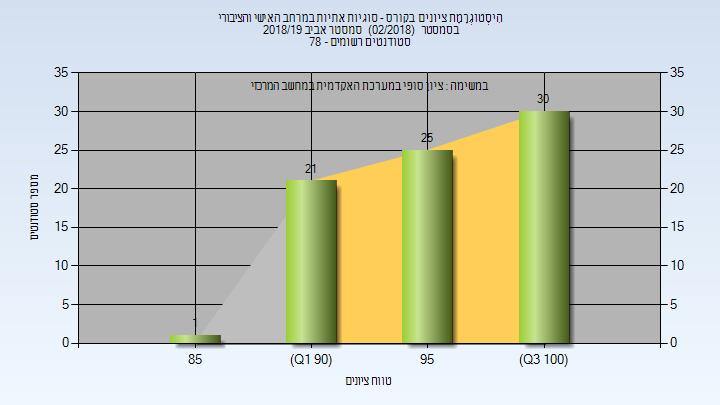 היסטוגרמת ציונים בקורס - סוגיות אתיות במרחב האישי והציבורי
בסמסטר (02/2018) סמסטר אביב 2018/19
סטודנטים רשומים - 78
במשימה : ציון סופי במערכת האקדמית במחשב המרכזי
35 35
30 30
25 25
20 20
15 15
10 10
5 5
0 0
1 21 25 30
מספר סטודנטים
85 (Q1 90) 95 (Q3 100)
טווח ציונים